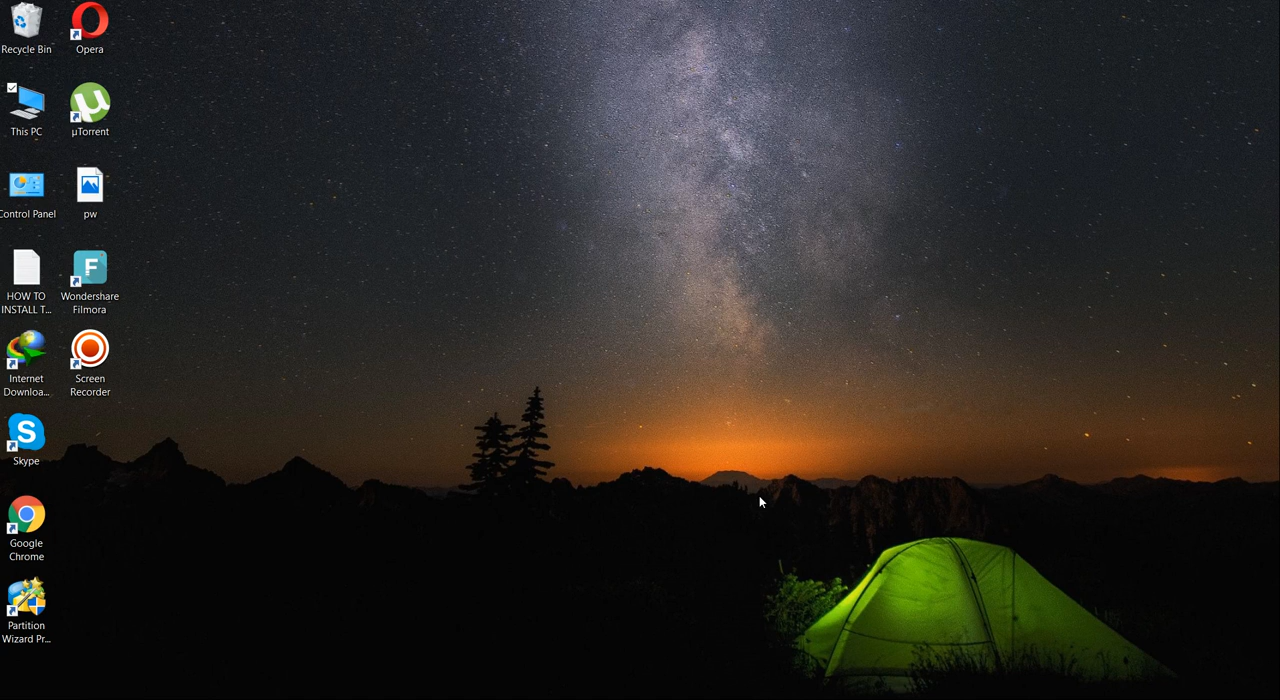 Recycle Bin
Opera
This PC
µTorrent
Control Panel
pw
HOW TO
INSTALL T...
Wondershare
Filmora
Internet
Downloa...
Screen
Recorder
Skype
Google
Chrome
Partition
Wizard Pr...